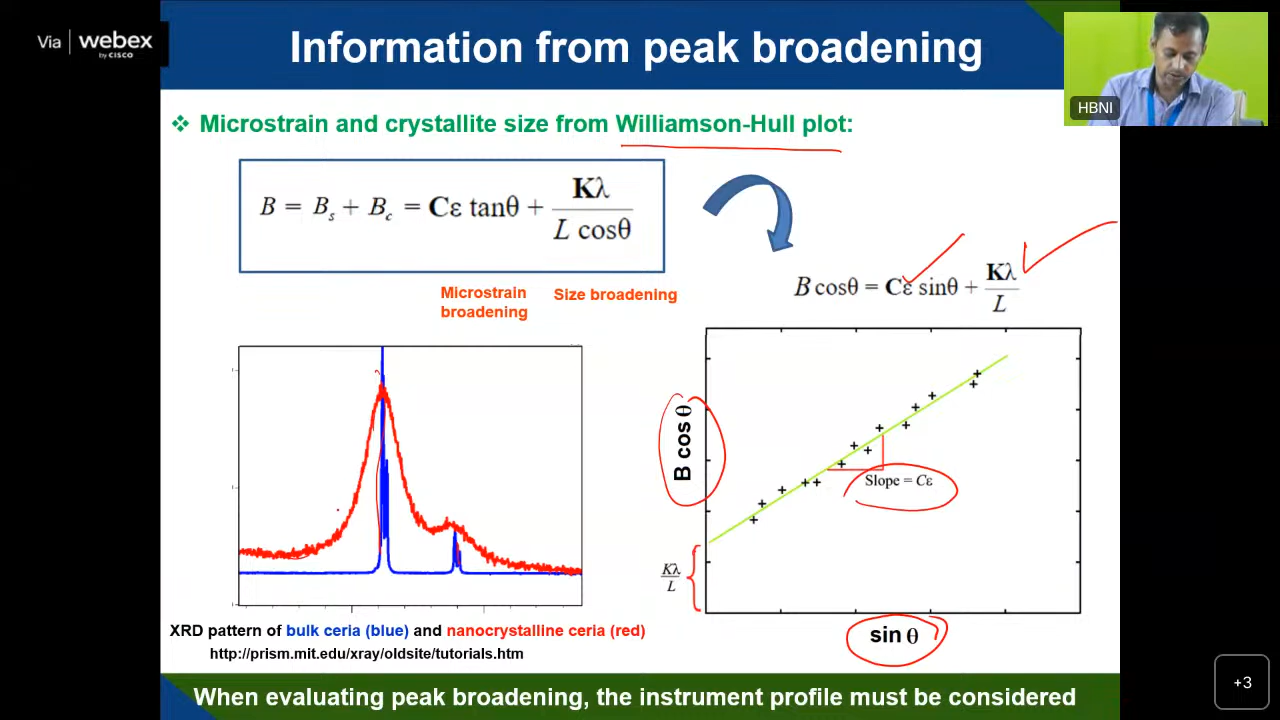 Via | webex
by CISCO
Information from peak broadening
HBNI
❖ Microstrain and crystallite size from Williamson-Hull plot:
B = Bₛ + B꜀ = Cε tanθ + Kλ / L cosθ
Microstrain broadening
Size broadening
B cosθ = Cε sinθ + Kλ / L
B cos θ
Slope = Cε
Kλ / L
sin θ
XRD pattern of bulk ceria (blue) and nanocrystalline ceria (red)
http://prism.mit.edu/xray/oldsite/tutorials.htm
When evaluating peak broadening, the instrument profile must be considered
+3